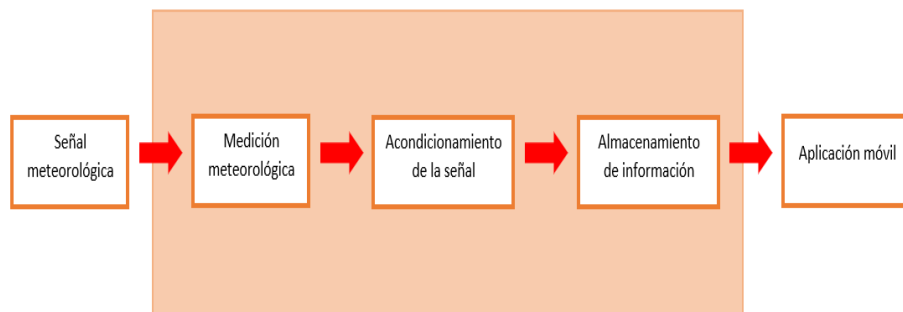 Señal
meteorológica
Medición
meteorológica
Acondicionamiento
de la señal
Almacenamiento
de información
Aplicación móvil